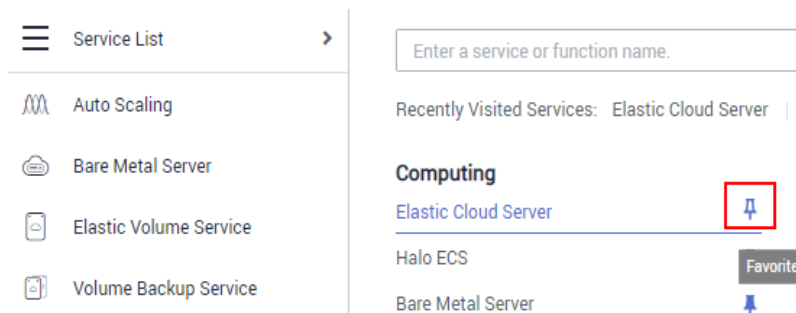 Service List
Auto Scaling
Bare Metal Server
Elastic Volume Service
Volume Backup Service
Enter a service or function name.
Recently Visited Services: Elastic Cloud Server
Computing
Elastic Cloud Server
Halo ECS
Favorite
Bare Metal Server